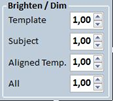 Brighten / Dim
Template 1,00
Subject 1,00
Aligned Temp. 1,00
All 1,00